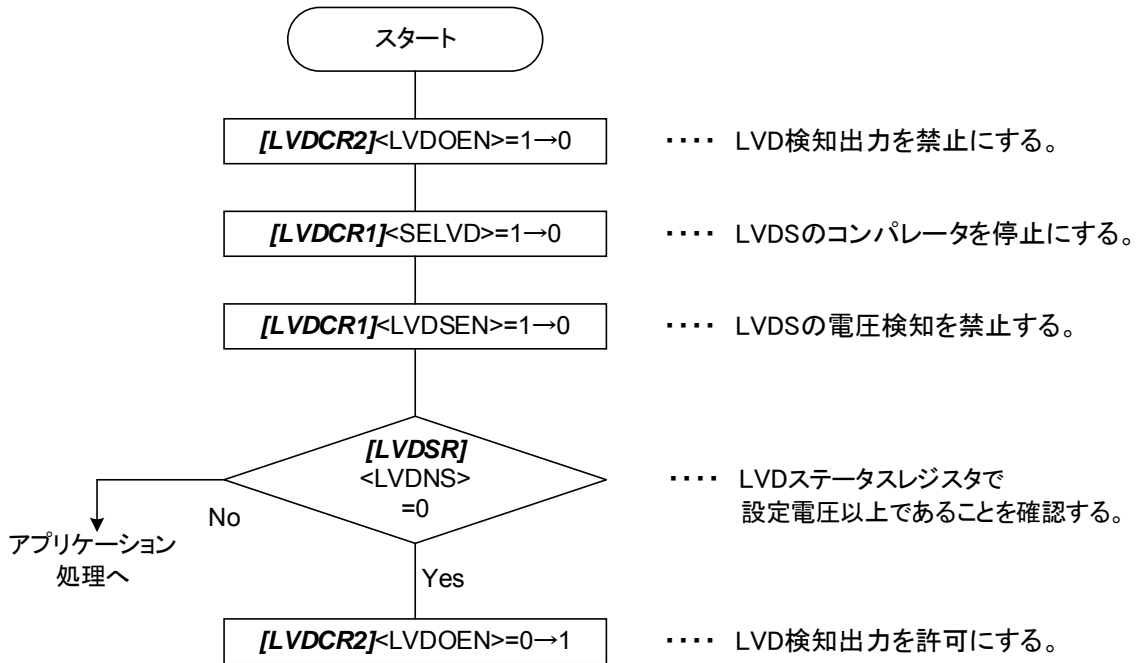 スタート
[LVDCR2]<LVDOEN>=1→0
・・・・ LVD検知出力を禁止にする。
[LVDCR1]<SELVD>=1→0
・・・・ LVDSのコンパレータを停止にする。
[LVDCR1]<LVDSEN>=1→0
・・・・ LVDSの電圧検知を禁止する。
[LVDSR]
<LVDNS>
=0
・・・・ LVDステータスレジスタで
設定電圧以上であることを確認する。
No
アプリケーション
処理へ
Yes
[LVDCR2]<LVDOEN>=0→1
・・・・ LVD検知出力を許可にする。